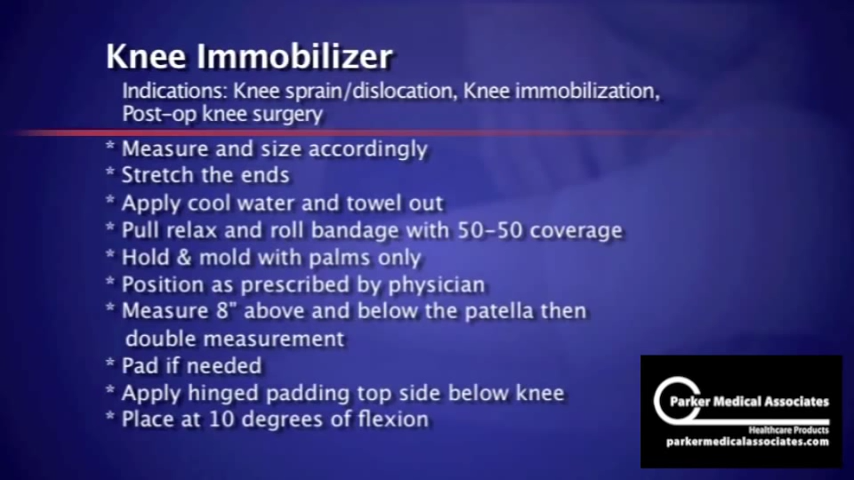 Knee Immobilizer
Indications: Knee sprain/dislocation, Knee immobilization,
Post-op knee surgery
* Measure and size accordingly
* Stretch the ends
* Apply cool water and towel out
* Pull relax and roll bandage with 50-50 coverage
* Hold & mold with palms only
* Position as prescribed by physician
* Measure 8" above and below the patella then
double measurement
* Pad if needed
* Apply hinged padding top side below knee
* Place at 10 degrees of flexion
Parker Medical Associates
Healthcare Products
parkermedicalassociates.com